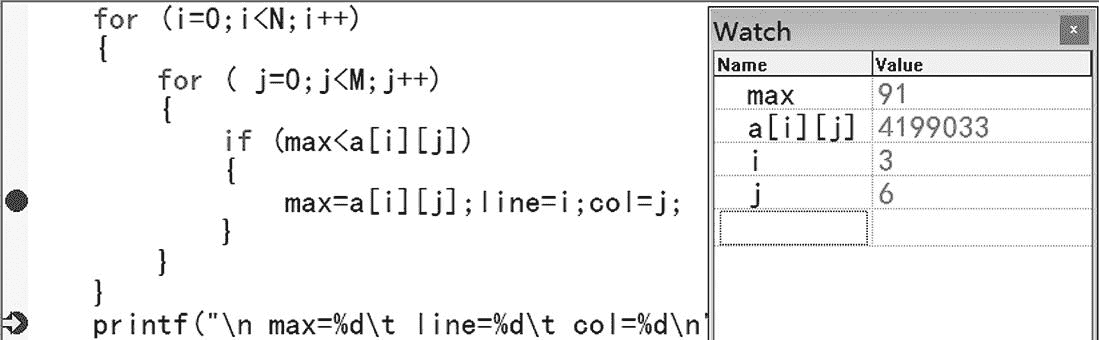 for (i=0;i<N;i++)
{
for ( j=0;j<M;j++)
{
if (max<a[i][j])
{
max=a[i][j];line=i;col=j;
}
}
}
printf("\n max=%d\t line=%d\t col=%d\n"
Watch
Name Value
max 91
a[i][j] 4199033
i 3
j 6